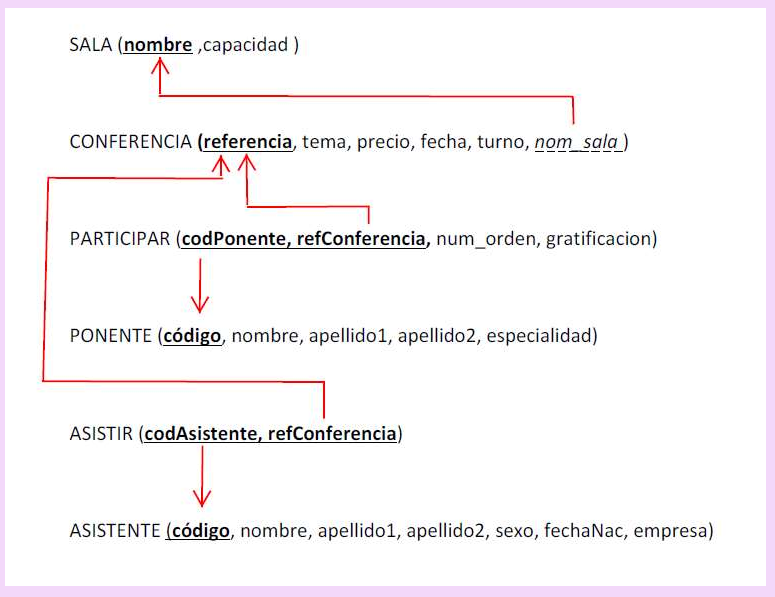 SALA (nombre ,capacidad )
CONFERENCIA (referencia, tema, precio, fecha, turno, nom_sala )
PARTICIPAR (codPonente, refConferencia, num_orden, gratificacion)
PONENTE (código, nombre, apellido1, apellido2, especialidad)
ASISTIR (codAsistente, refConferencia)
ASISTENTE (código, nombre, apellido1, apellido2, sexo, fechaNac, empresa)